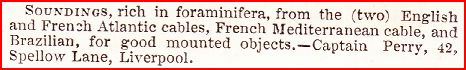 SOUNDINGS, rich in foraminifera, from the (two) English
and French Atlantic cables, French Mediterranean cable, and
Brazilian, for good mounted objects.—Captain Perry, 42,
Spellow Lane, Liverpool.